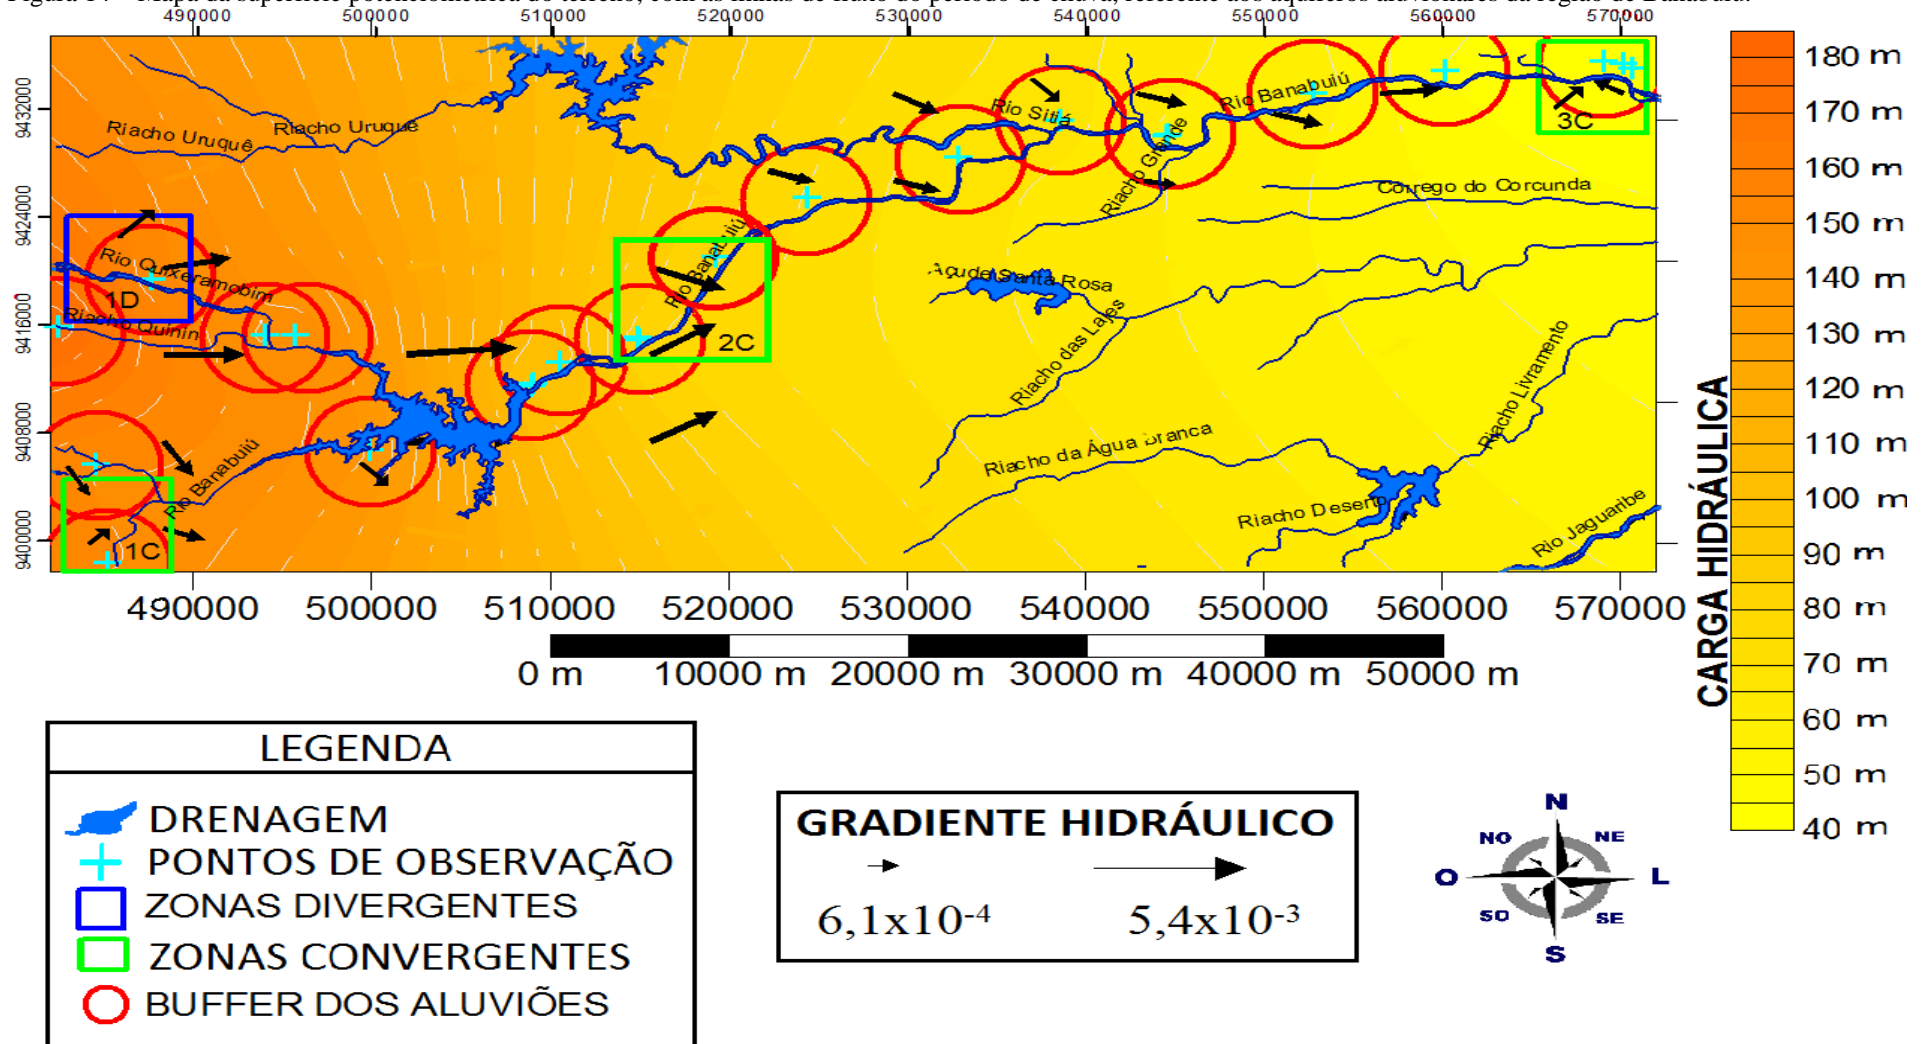 490000 500000 510000 520000 530000 540000 550000 560000 570000
9432000
9424000
9416000
9408000
940000
Riacho Uruquê
Riacho Uruquê
Rio Quixeramobim
1D
Riacho Quinin
Rio Banabuiú
1C
Rio Banabuiú
2C
Rio Sitiá
Riacho Grande
Rio Banabuiú
3C
Corrego do Corcunda
Açude Santa Rosa
Riacho das Lajes
Riacho Livramento
Riacho da Água Branca
Riacho Deserto
Rio Jaguaribe
490000 500000 510000 520000 530000 540000 550000 560000 570000
0 m 10000 m 20000 m 30000 m 40000 m 50000 m
CARGA HIDRÁULICA
180 m
170 m
160 m
150 m
140 m
130 m
120 m
110 m
100 m
90 m
80 m
70 m
60 m
50 m
40 m
LEGENDA
DRENAGEM
PONTOS DE OBSERVAÇÃO
ZONAS DIVERGENTES
ZONAS CONVERGENTES
BUFFER DOS ALUVIÕES
GRADIENTE HIDRÁULICO
6,1x10⁻⁴ 5,4x10⁻³
N
NO NE
O L
SO SE
S